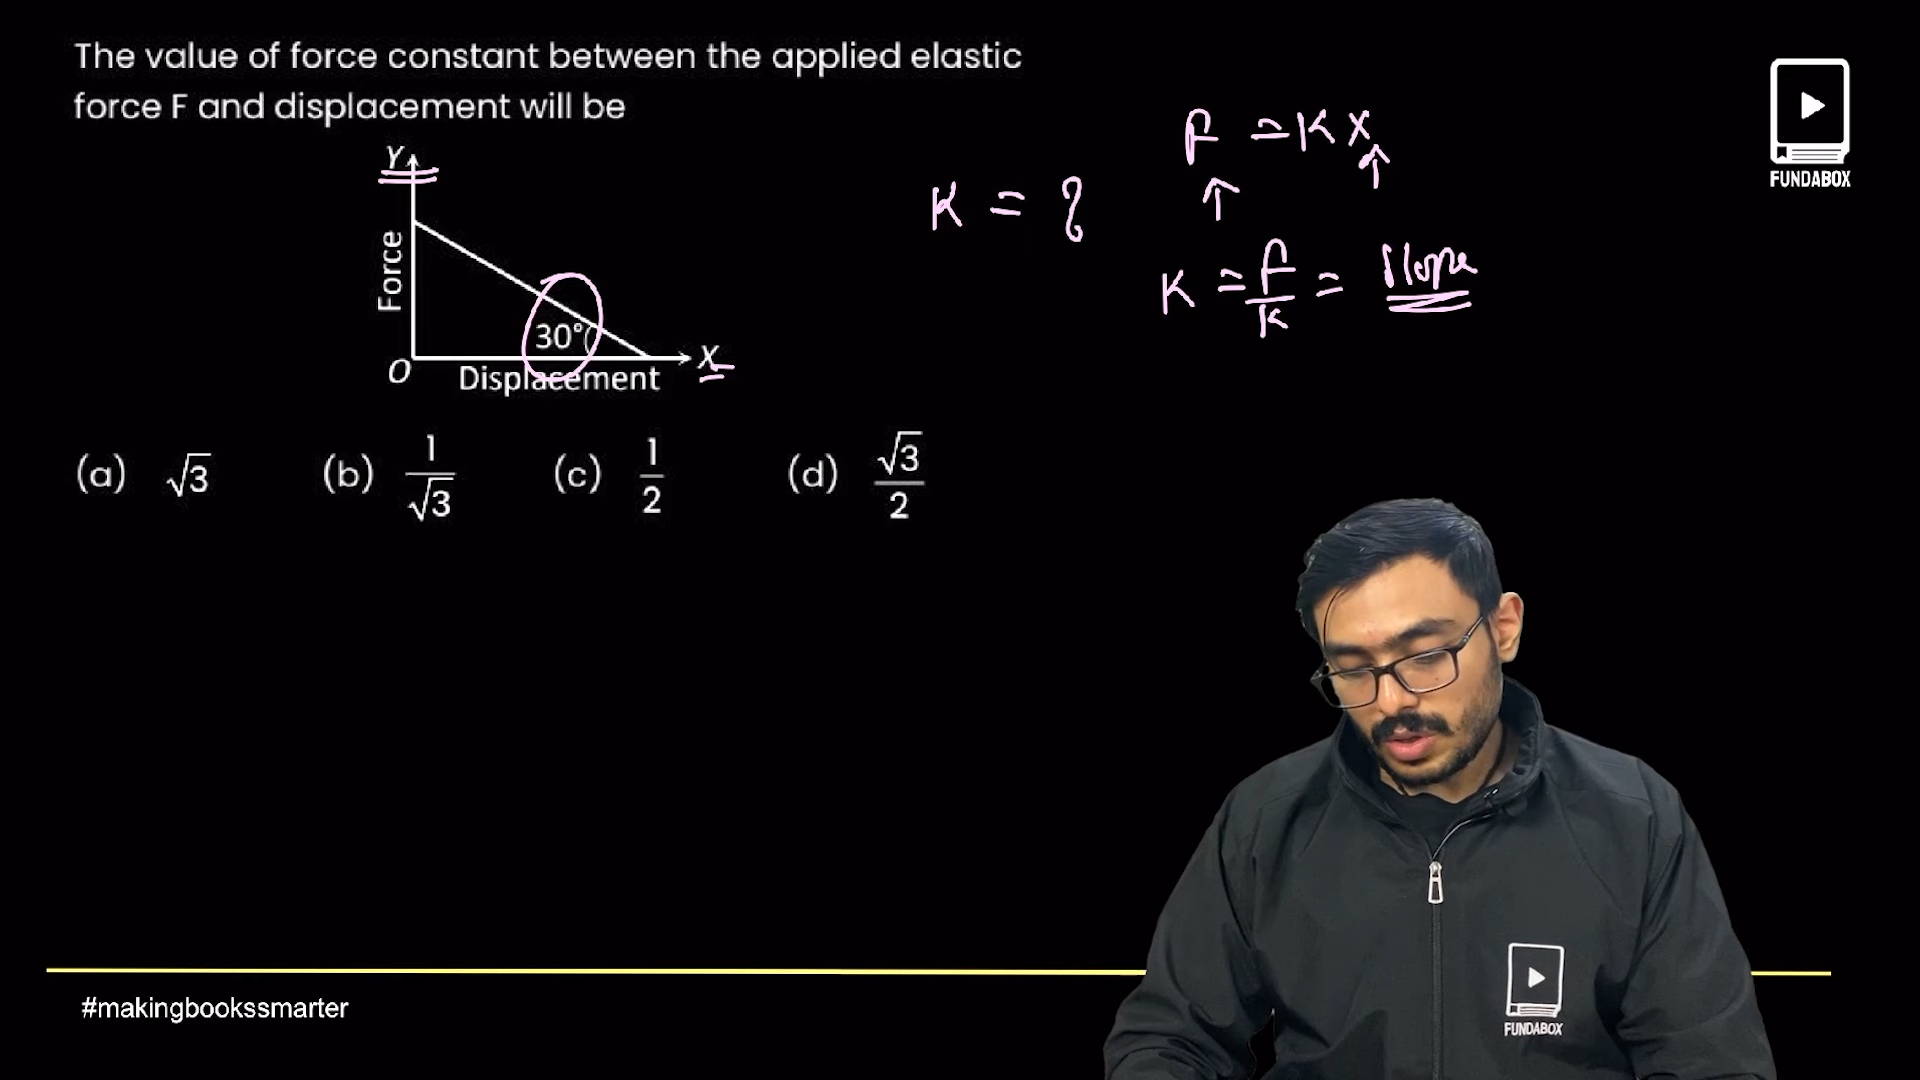 The value of force constant between the applied elastic
force F and displacement will be
Y
Force
30°
O
X
Displacement
F = K x
K = ?
K = F/K = Slope
(a) √3 (b) 1/√3 (c) 1/2 (d) √3/2
FUNDABOX
FUNDABOX
#makingbookssmarter